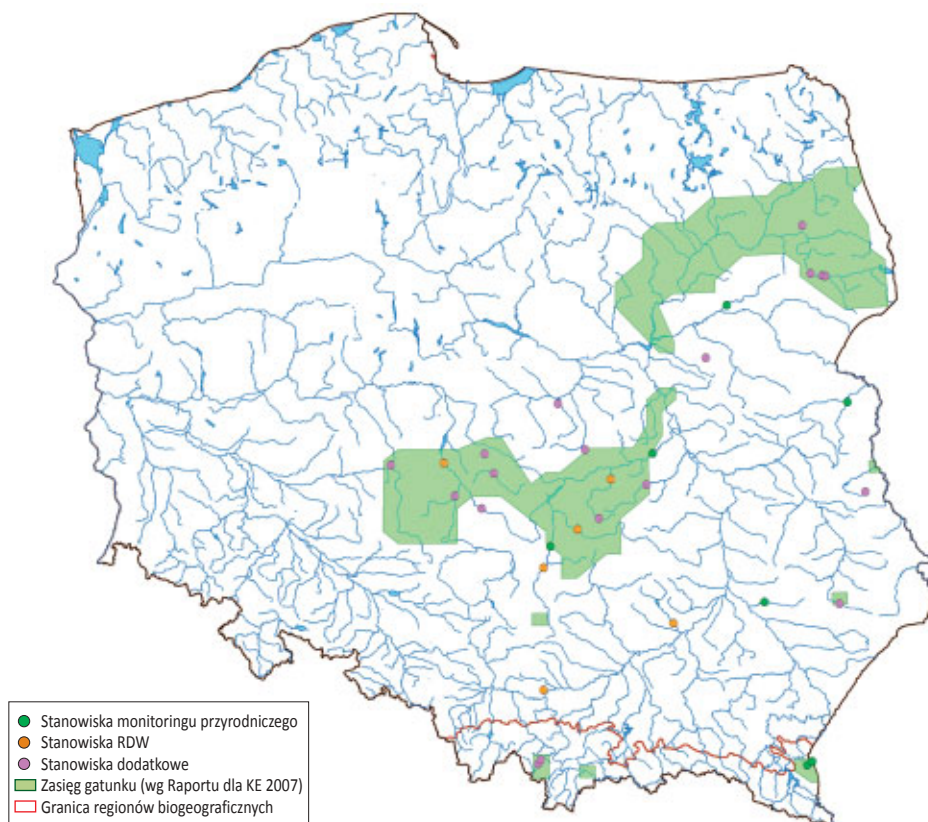 Stanowiska monitoringu przyrodniczego
Stanowiska RDW
Stanowiska dodatkowe
Zasięg gatunku (wg Raportu dla KE 2007)
Granica regionów biogeograficznych